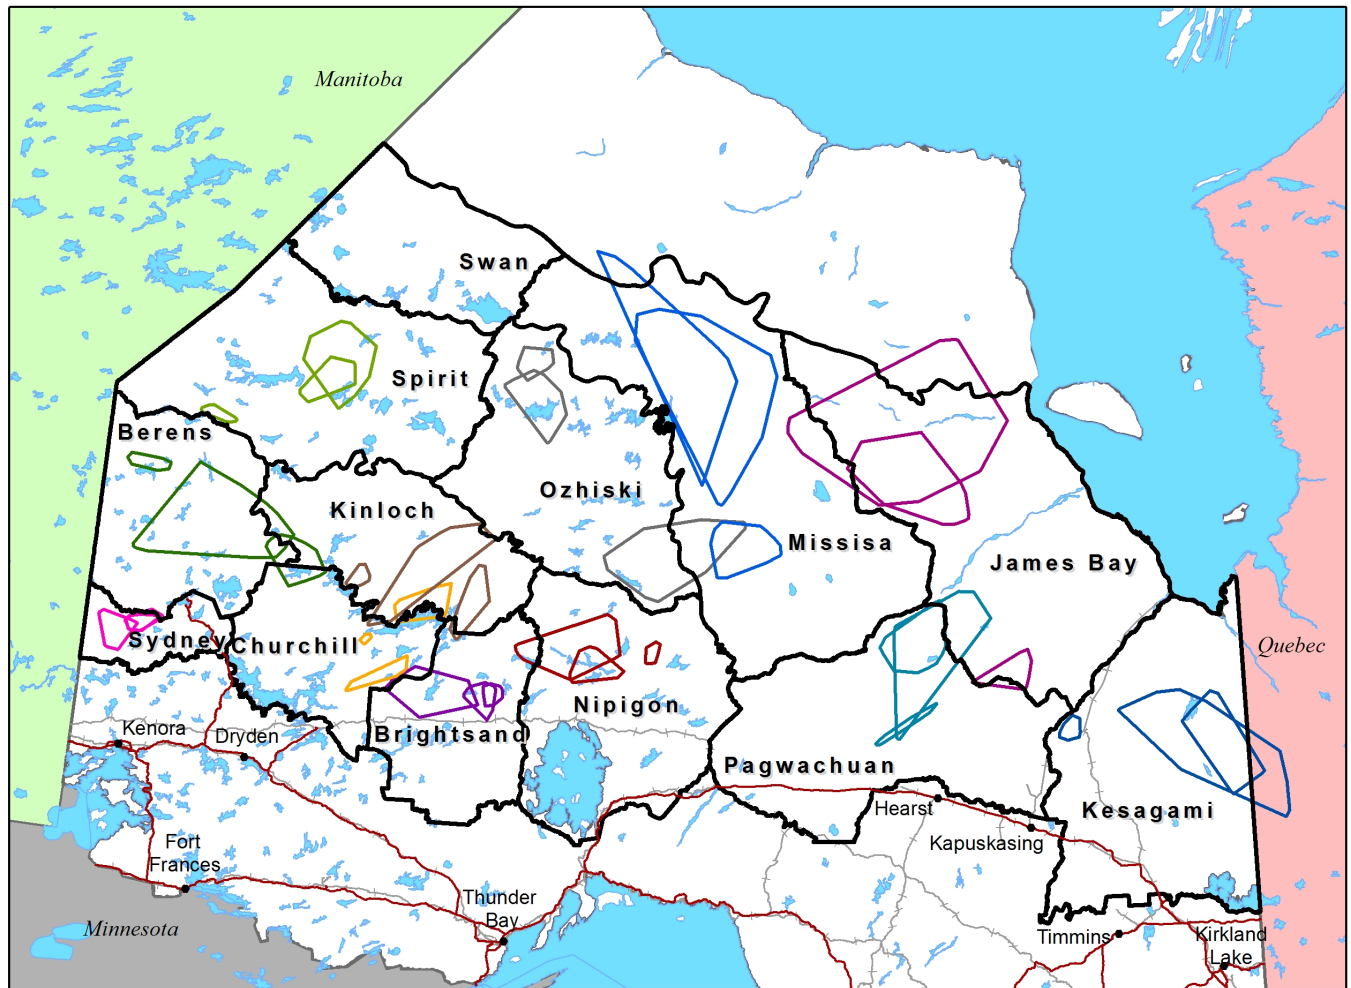 Manitoba
Swan
Spirit
Berens
Ozhiski
Kinloch
Missisa
James Bay
Sydney
Churchill
Quebec
Nipigon
Kenora
Dryden
Brightsand
Pagwachuan
Hearst
Kesagami
Kapuskasing
Fort
Frances
Thunder
Bay
Minnesota
Timmins
Kirkland
Lake